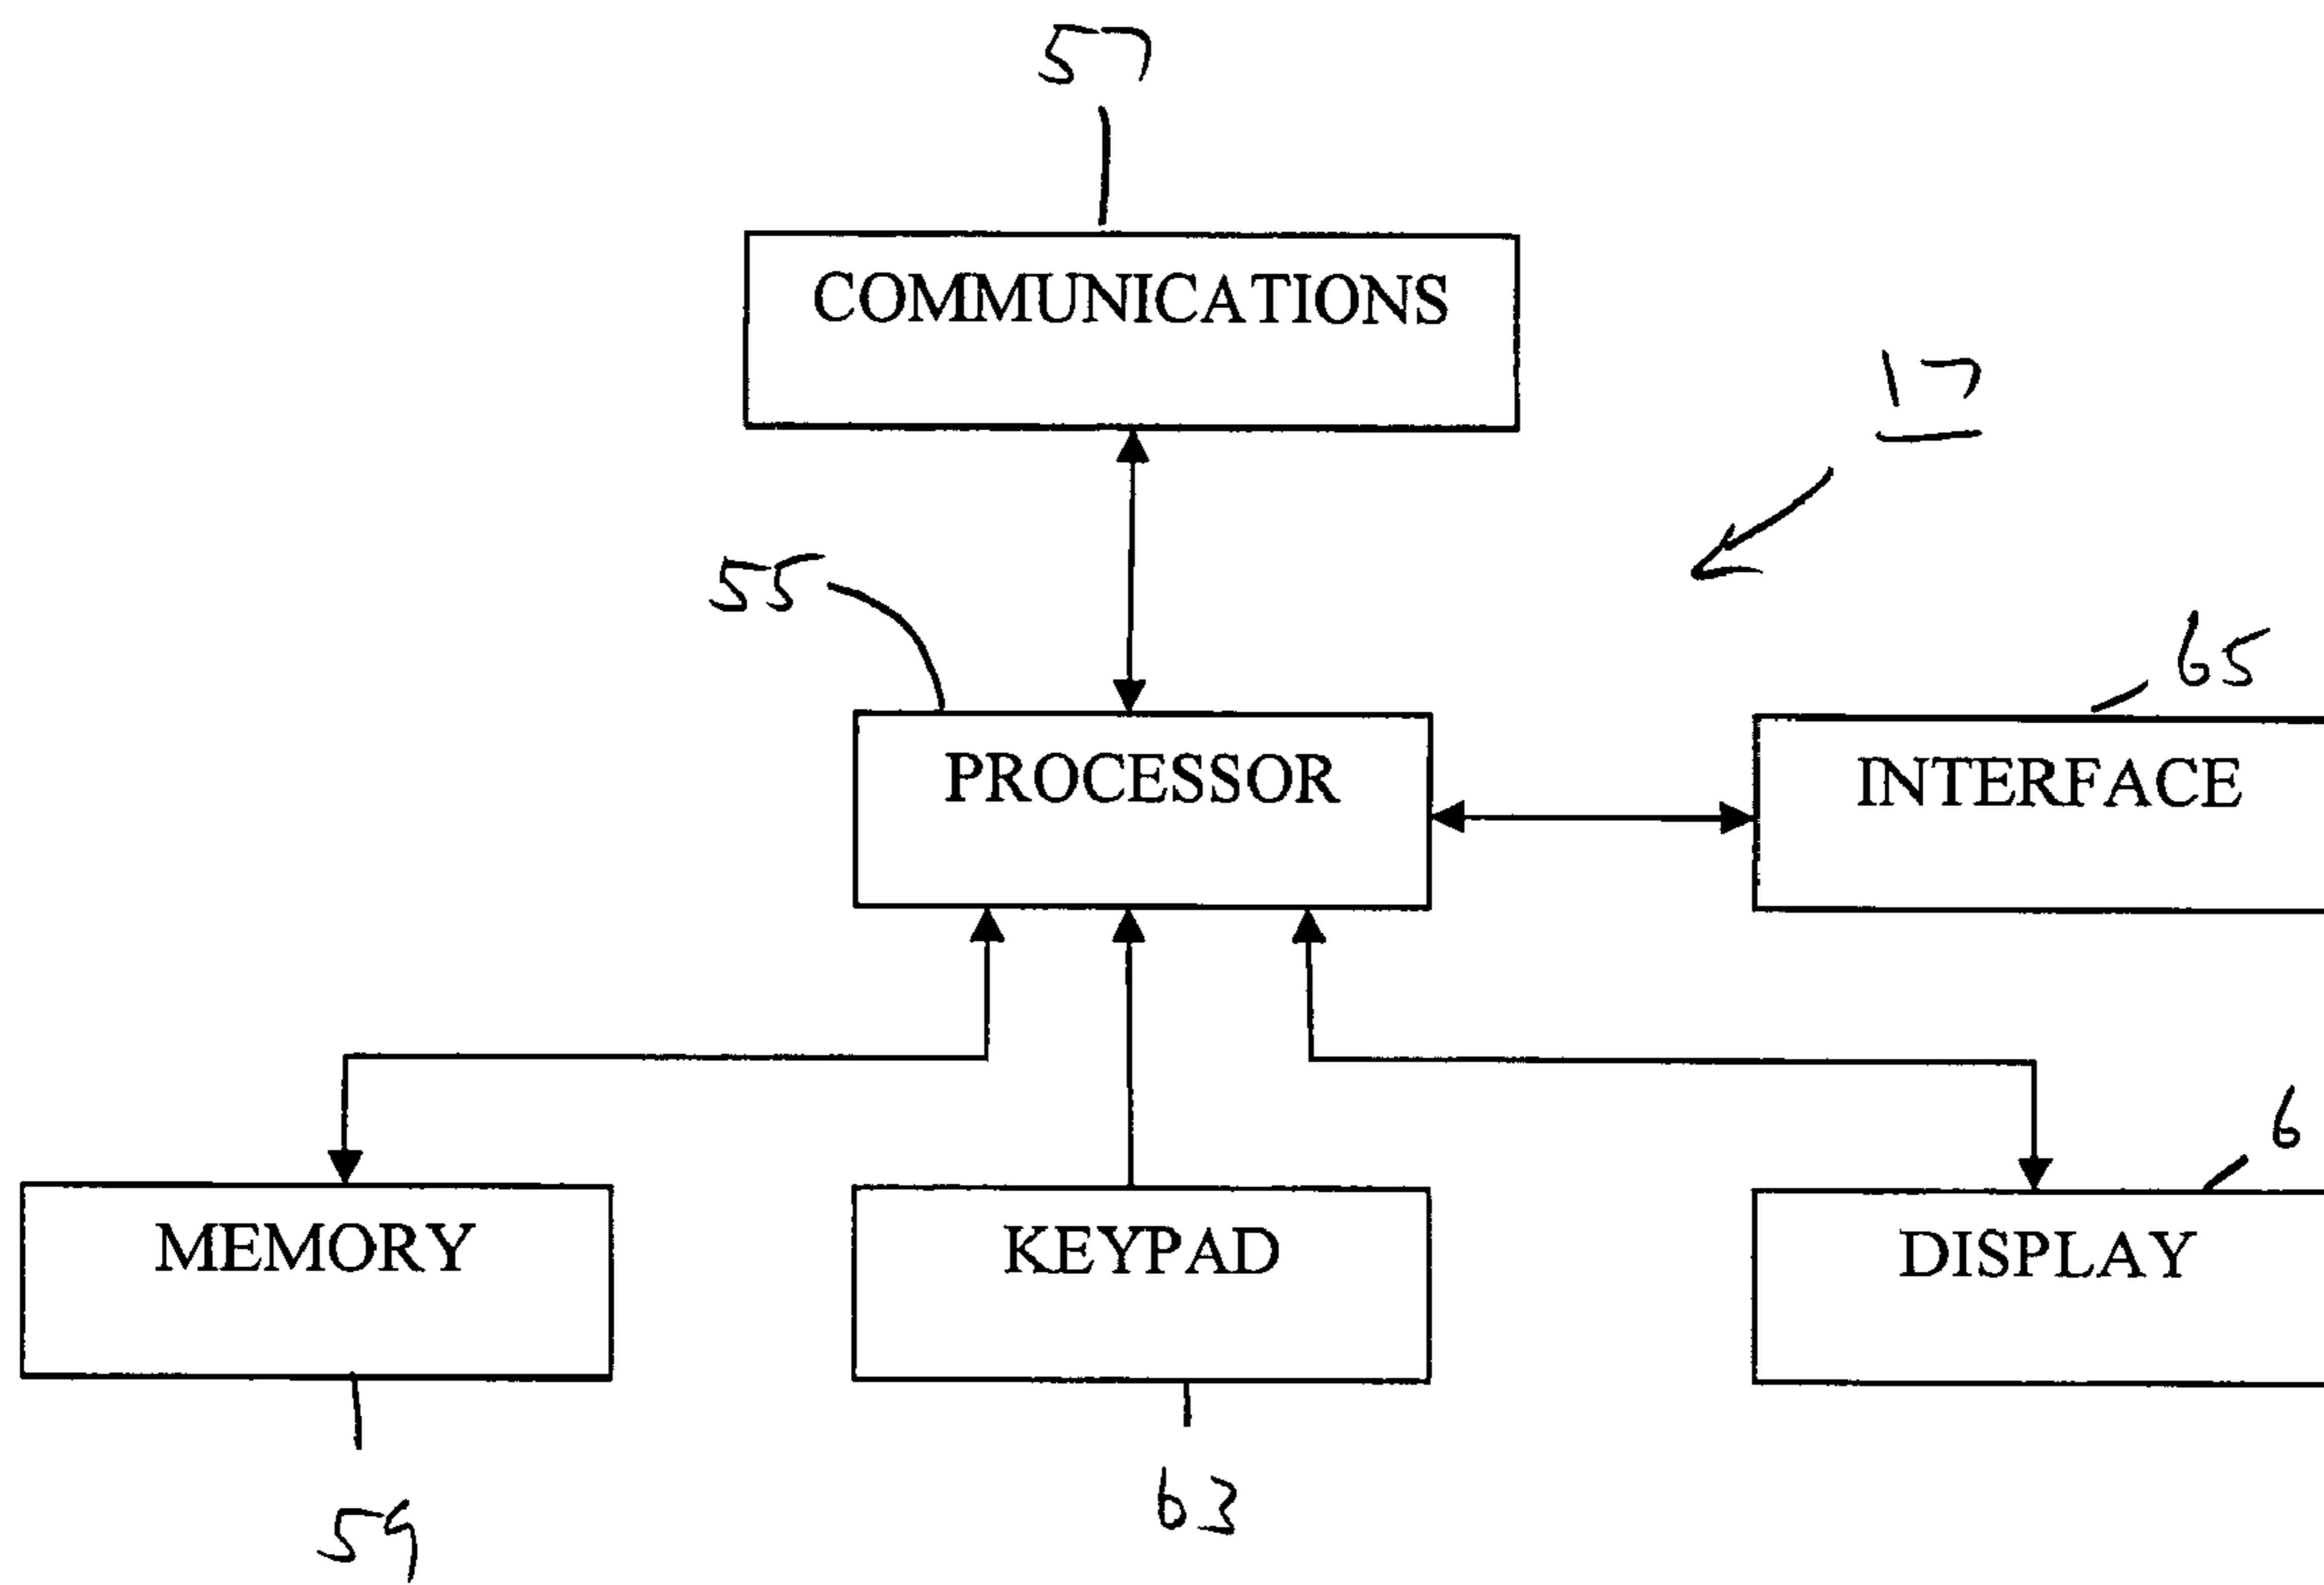 57
COMMUNICATIONS
17
55
65
PROCESSOR
INTERFACE
6
MEMORY
KEYPAD
DISPLAY
59
63